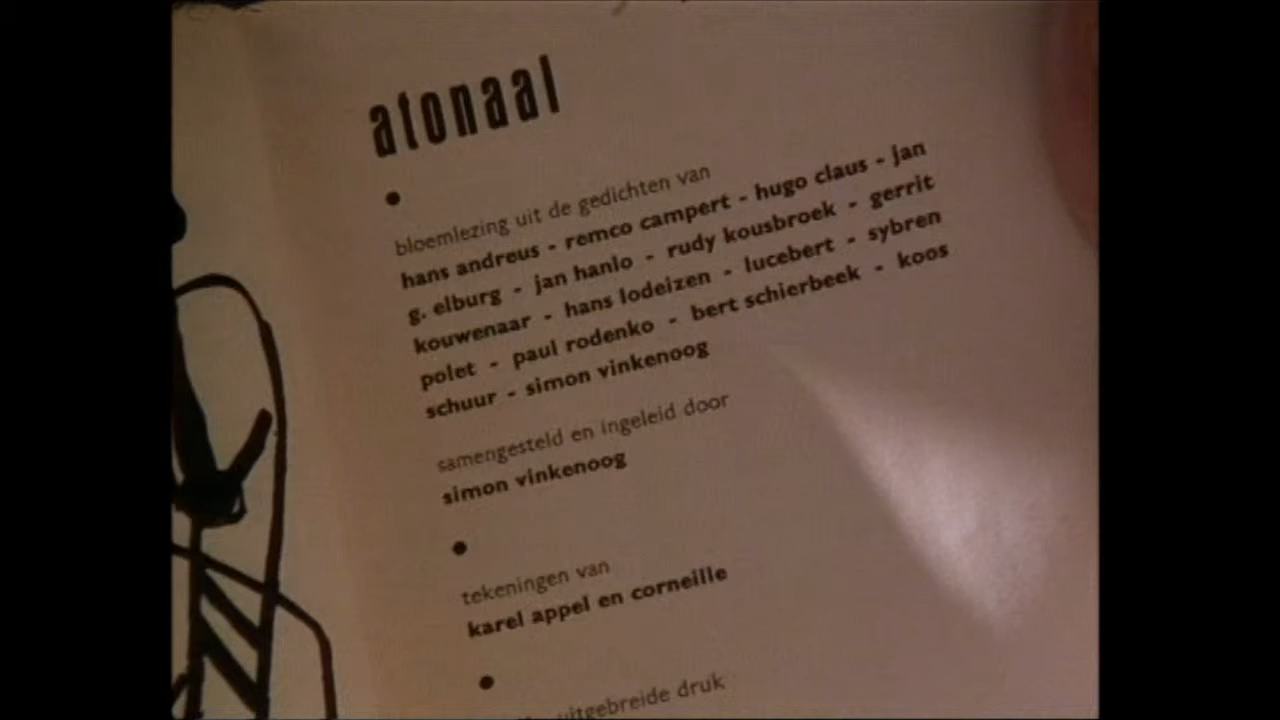 atonaal
bloemlezing uit de gedichten van
hans andreus - remco campert - hugo claus - jan
g. elburg - jan hanlo - rudy kousbroek - gerrit
kouwenaar - hans lodeizen - lucebert - sybren
polet - paul rodenko - bert schierbeek - koos
schuur - simon vinkenoog
samengesteld en ingeleid door
simon vinkenoog
tekeningen van
karel appel en corneille
uitgebreide druk